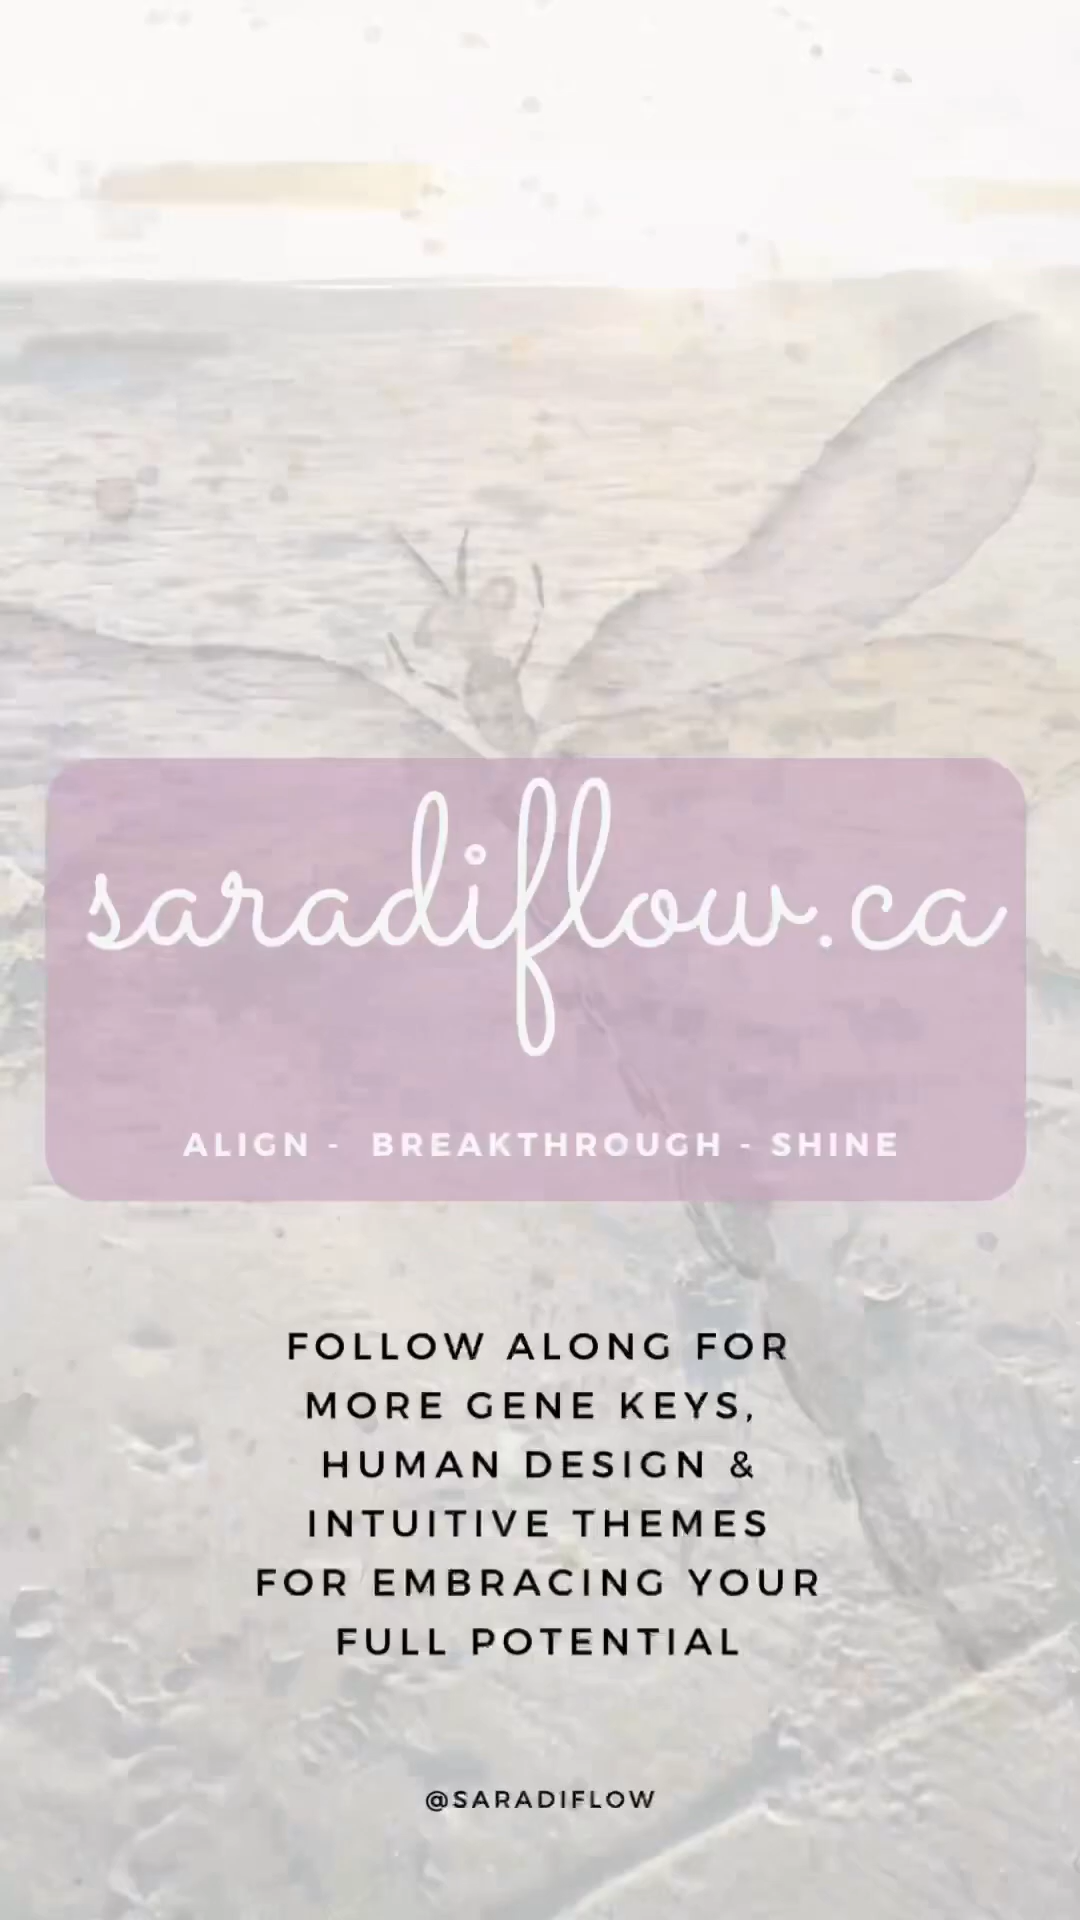 saradiflow.ca
ALIGN - BREAKTHROUGH - SHINE
FOLLOW ALONG FOR
MORE GENE KEYS,
HUMAN DESIGN &
INTUITIVE THEMES
FOR EMBRACING YOUR
FULL POTENTIAL
@SARADIFLOW